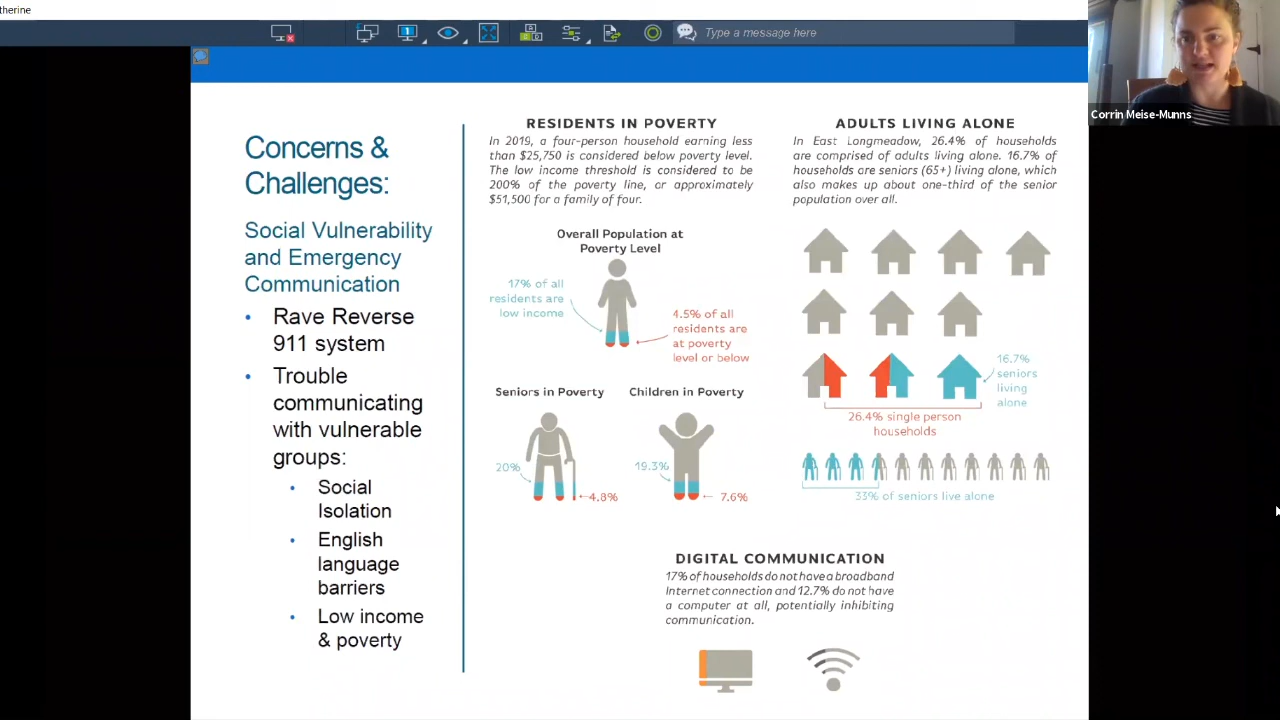 therine
1
Type a message here
Corrin Meise-Munns
Concerns &
Challenges:
Social Vulnerability
and Emergency
Communication
• Rave Reverse
911 system
• Trouble
communicating
with vulnerable
groups:
• Social
Isolation
• English
language
barriers
• Low income
& poverty
RESIDENTS IN POVERTY
In 2019, a four-person household earning less
than $25,750 is considered below poverty level.
The low income threshold is considered to be
200% of the poverty line, or approximately
$51,500 for a family of four.
Overall Population at
Poverty Level
17% of all
residents are
low income
4.5% of all
residents are
at poverty
level or below
Seniors in Poverty
20%
4.8%
Children in Poverty
19.3%
7.6%
ADULTS LIVING ALONE
In East Longmeadow, 26.4% of households
are comprised of adults living alone. 16.7% of
households are seniors (65+) living alone, which
also makes up about one-third of the senior
population over all.
16.7%
seniors
living
alone
26.4% single person
households
33% of seniors live alone
DIGITAL COMMUNICATION
17% of households do not have a broadband
Internet connection and 12.7% do not have
a computer at all, potentially inhibiting
communication.